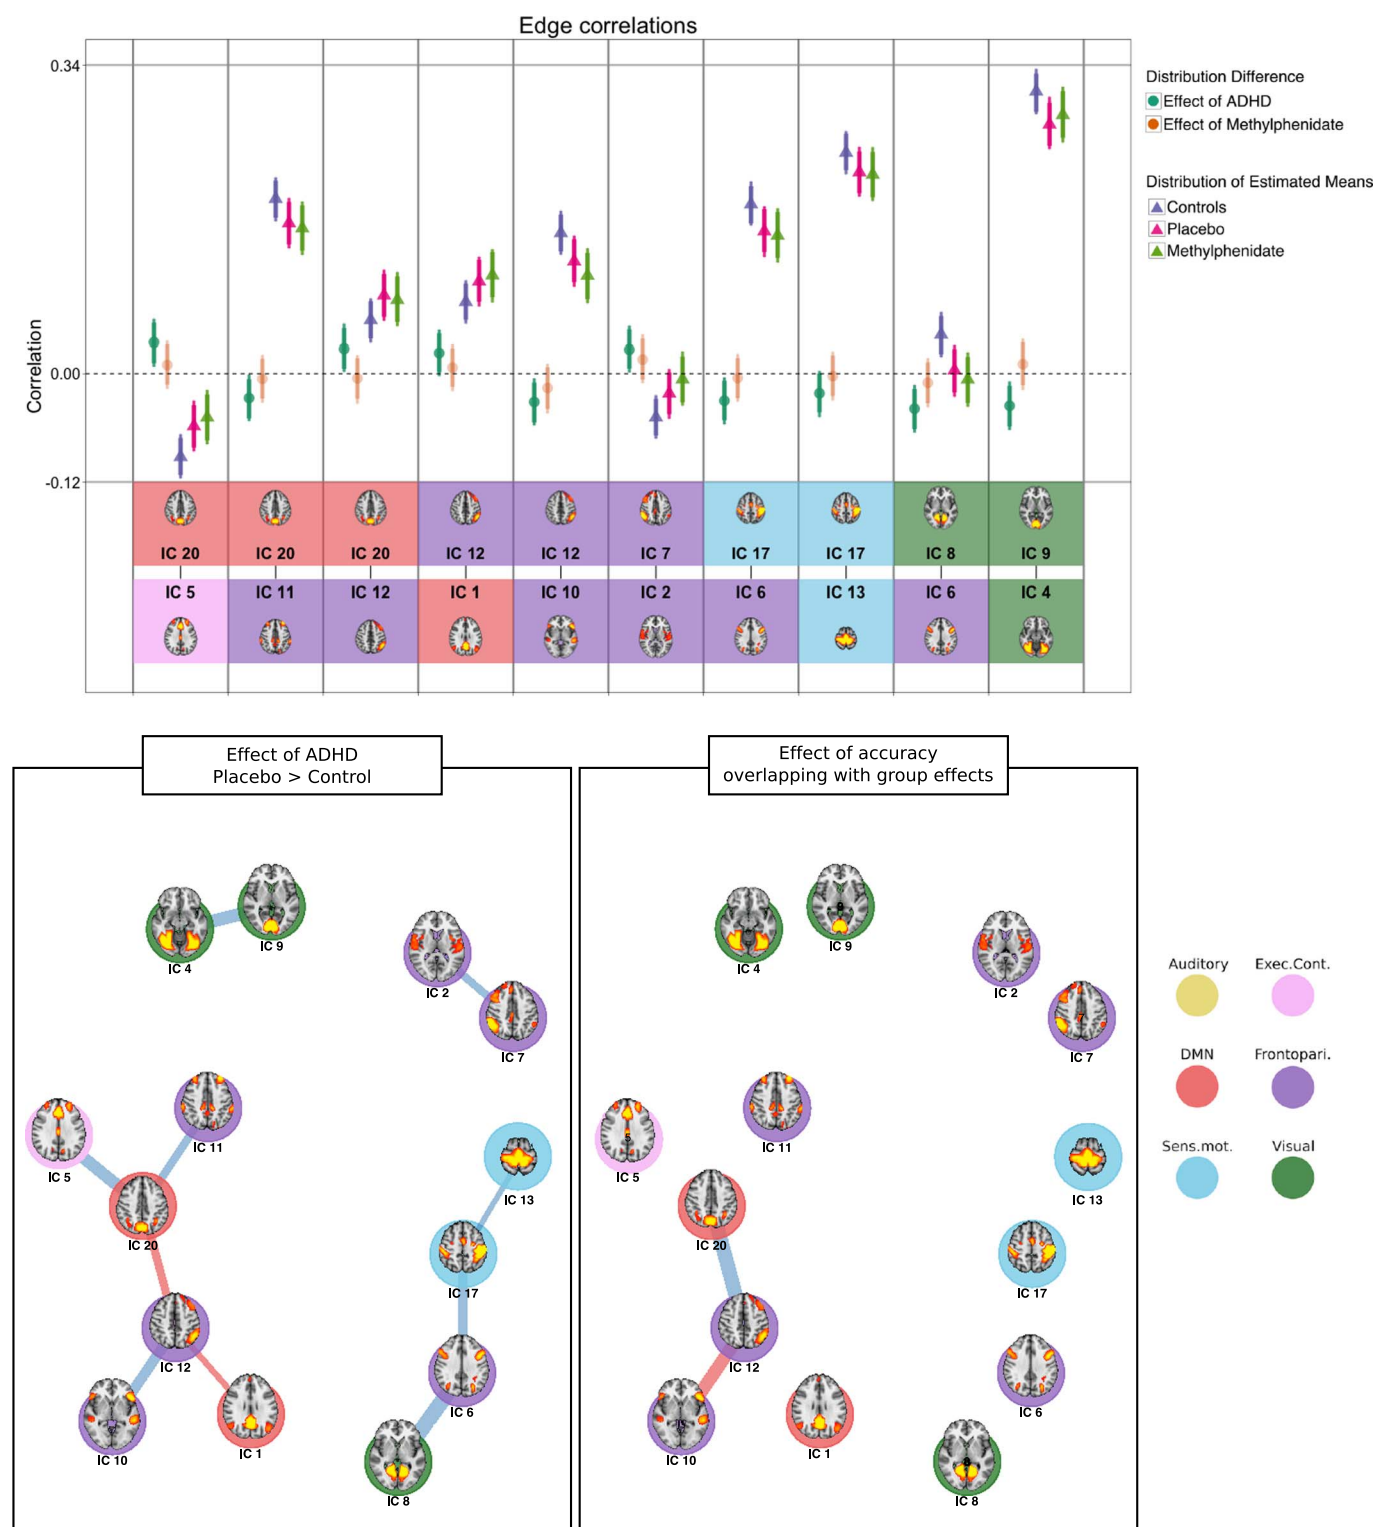 Edge correlations
0.34
0.00
-0.12
Correlation
Distribution Difference
Effect of ADHD
Effect of Methylphenidate
Distribution of Estimated Means
Controls
Placebo
Methylphenidate
IC 20 IC 20 IC 20 IC 12 IC 12 IC 7 IC 17 IC 17 IC 8 IC 9
IC 5 IC 11 IC 12 IC 1 IC 10 IC 2 IC 6 IC 13 IC 6 IC 4
Effect of ADHD
Placebo > Control
IC 9
IC 4
IC 2
IC 7
IC 11
IC 5
IC 13
IC 20
IC 17
IC 12
IC 6
IC 1
IC 10
IC 8
Effect of accuracy
overlapping with group effects
IC 9
IC 4
IC 2
7
IC 7
IC 11
5
IC 5
IC 13
IC 20
IC 17
IC 12
IC 6
IC 1
IC 10
IC 8
Auditory Exec.Cont.
DMN Frontopari.
Sens.mot. Visual